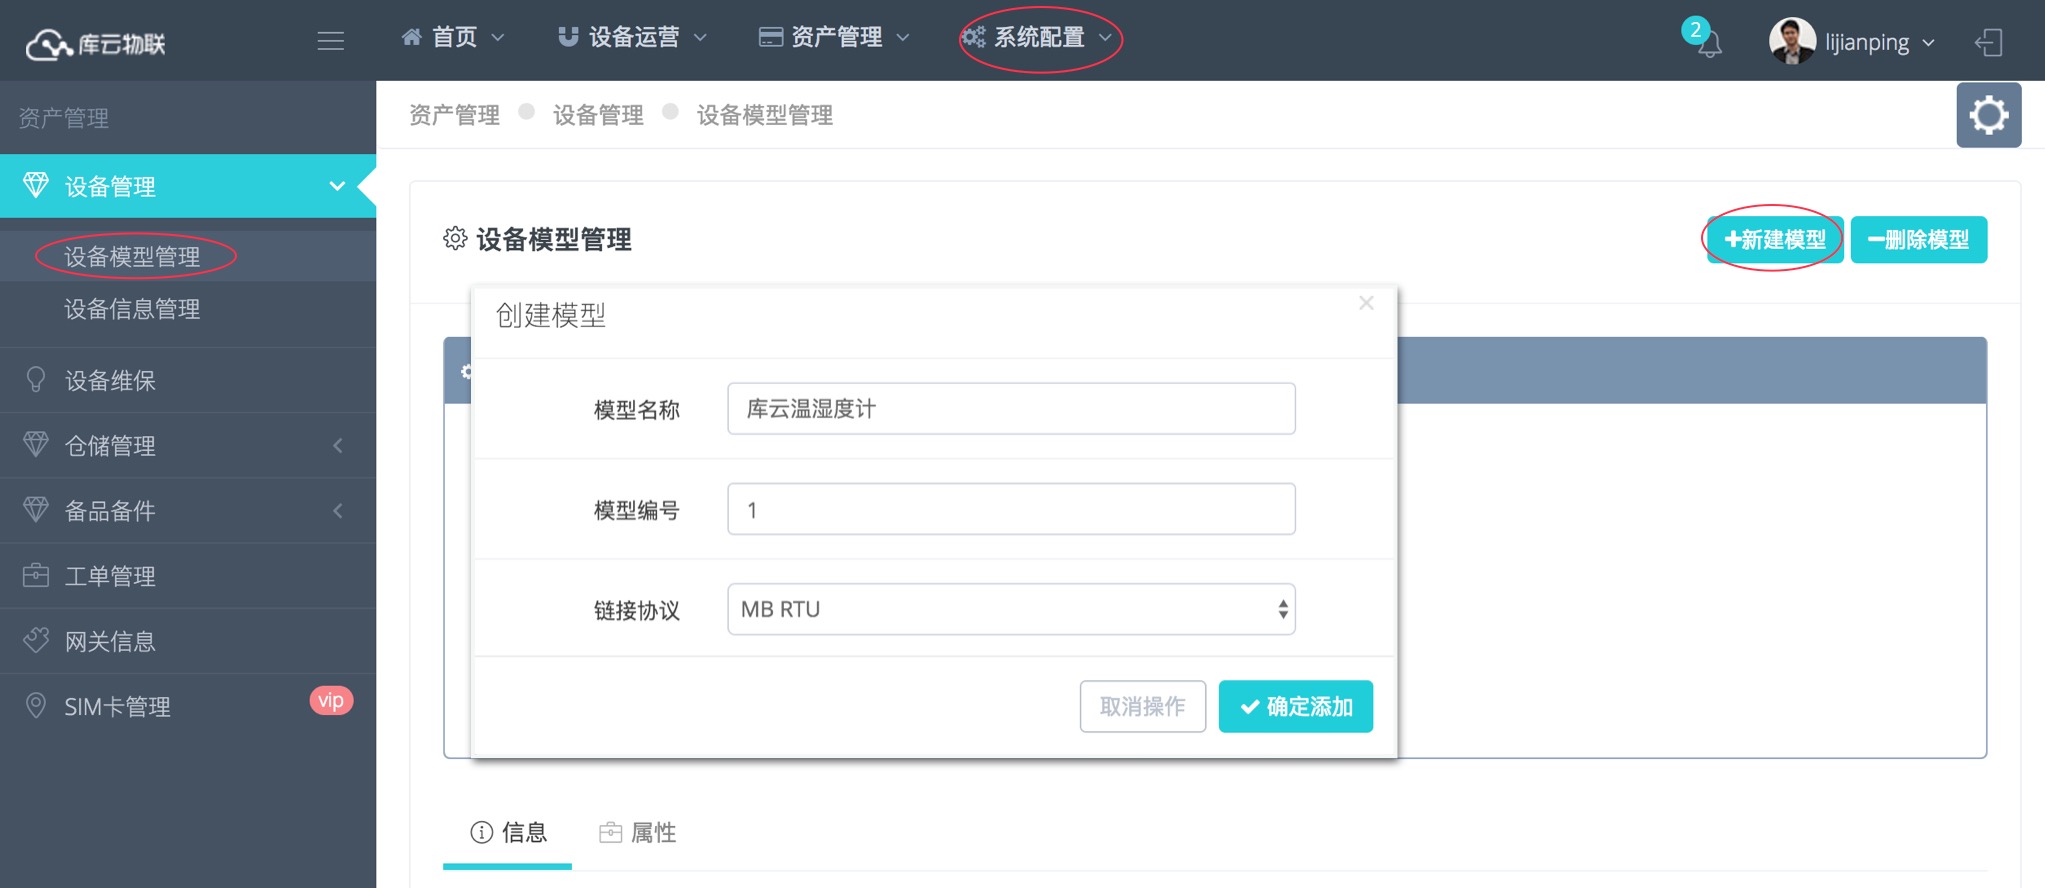 库云物联
首页
设备运营
资产管理
系统配置
2
lijianping
资产管理
设备管理
设备模型管理
设备信息管理
设备维保
仓储管理
备品备件
工单管理
网关信息
SIM卡管理
vip
资产管理 设备管理 设备模型管理
设备模型管理
新建模型
删除模型
创建模型
模型名称
库云温湿度计
模型编号
1
链接协议
MB RTU
取消操作
确定添加
信息
属性